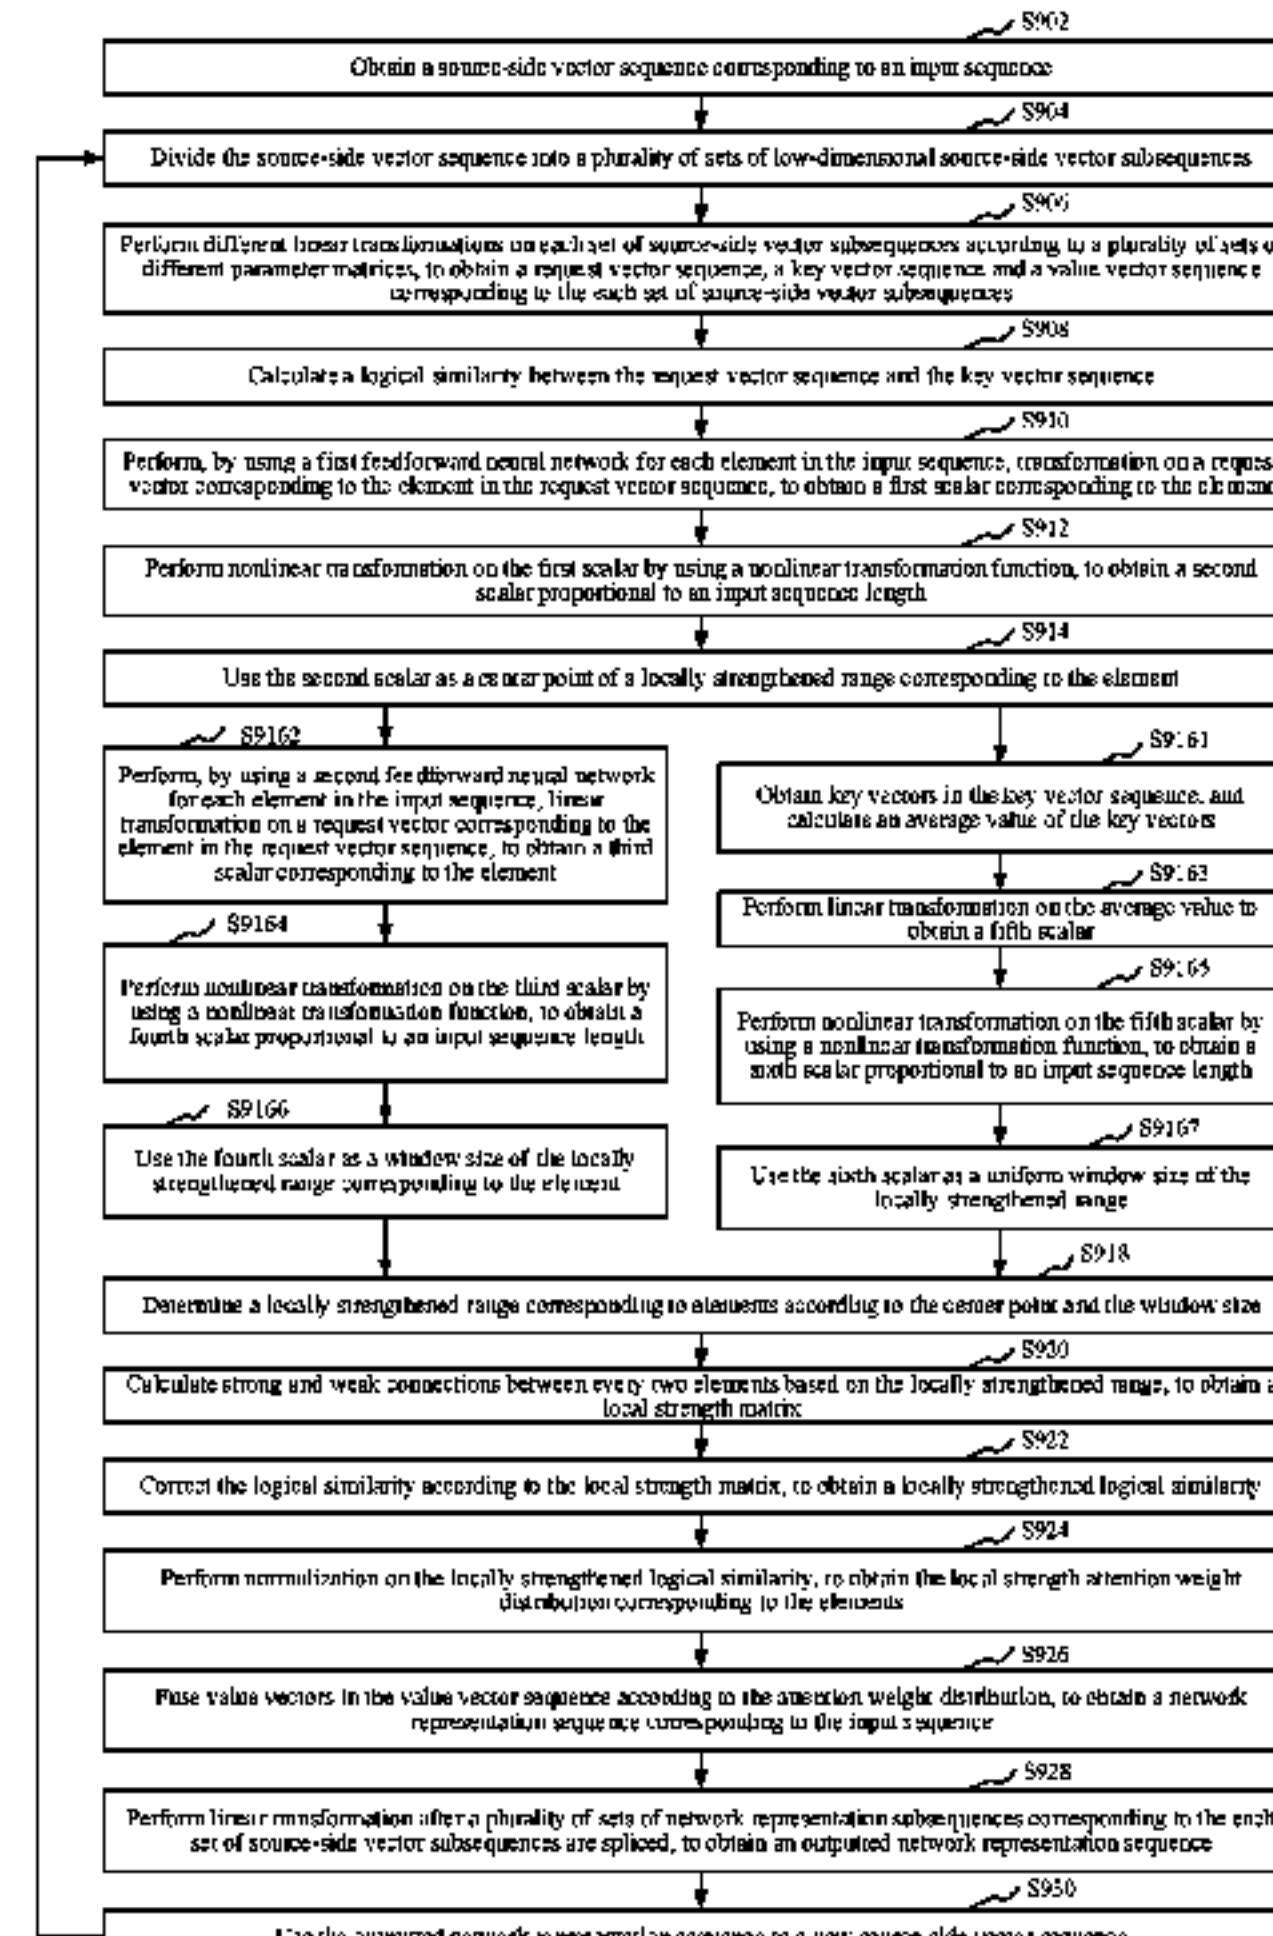 S902
Obtain a source-side vector sequence corresponding to an input sequence
S904
Divide the source-side vector sequence into a plurality of sets of low-dimensional source-side vector subsequences
S906
Perform different linear transformations on each set of source-side vector subsequences according to a plurality of sets o
different parameter matrices, to obtain a request vector sequence, a key vector sequence and a value vector sequence
corresponding to the each set of source-side vector subsequences
S908
Calculate a logical similarity between the request vector sequence and the key vector sequence
S910
Perform, by using a first feedforward neural network for each element in the input sequence, transformation on a reques
vector corresponding to the element in the request vector sequence, to obtain a first scalar corresponding to the element
S912
Perform nonlinear transformation on the first scalar by using a nonlinear transformation function, to obtain a second
scalar proportional to an input sequence length
S914
Use the second scalar as a center point of a locally strengthened range corresponding to the element
S9162
Perform, by using a second feedforward neural network
for each element in the input sequence, linear
transformation on a request vector corresponding to the
element in the request vector sequence, to obtain a third
scalar corresponding to the element
S9164
Perform nonlinear transformation on the third scalar by
using a nonlinear transformation function, to obtain a
fourth scalar proportional to an input sequence length
S9166
Use the fourth scalar as a window size of the locally
strengthened range corresponding to the element
S9161
Obtain key vectors in the key vector sequence, and
calculate an average value of the key vectors
S9163
Perform linear transformation on the average value to
obtain a fifth scalar
S9165
Perform nonlinear transformation on the fifth scalar by
using a nonlinear transformation function, to obtain a
sixth scalar proportional to an input sequence length
S9167
Use the sixth scalar as a uniform window size of the
locally strengthened range
S918
Determine a locally strengthened range corresponding to elements according to the center point and the window size
S920
Calculate strong and weak connections between every two elements based on the locally strengthened range, to obtain a
local strength matrix
S922
Correct the logical similarity according to the local strength matrix, to obtain a locally strengthened logical similarity
S924
Perform normalization on the locally strengthened logical similarity, to obtain the local strength attention weight
distribution corresponding to the elements
S926
Fuse value vectors in the value vector sequence according to the attention weight distribution, to obtain a network
representation sequence corresponding to the input sequence
S928
Perform linear transformation after a plurality of sets of network representation subsequences corresponding to the each
set of source-side vector subsequences are spliced, to obtain an outputted network representation sequence
S930